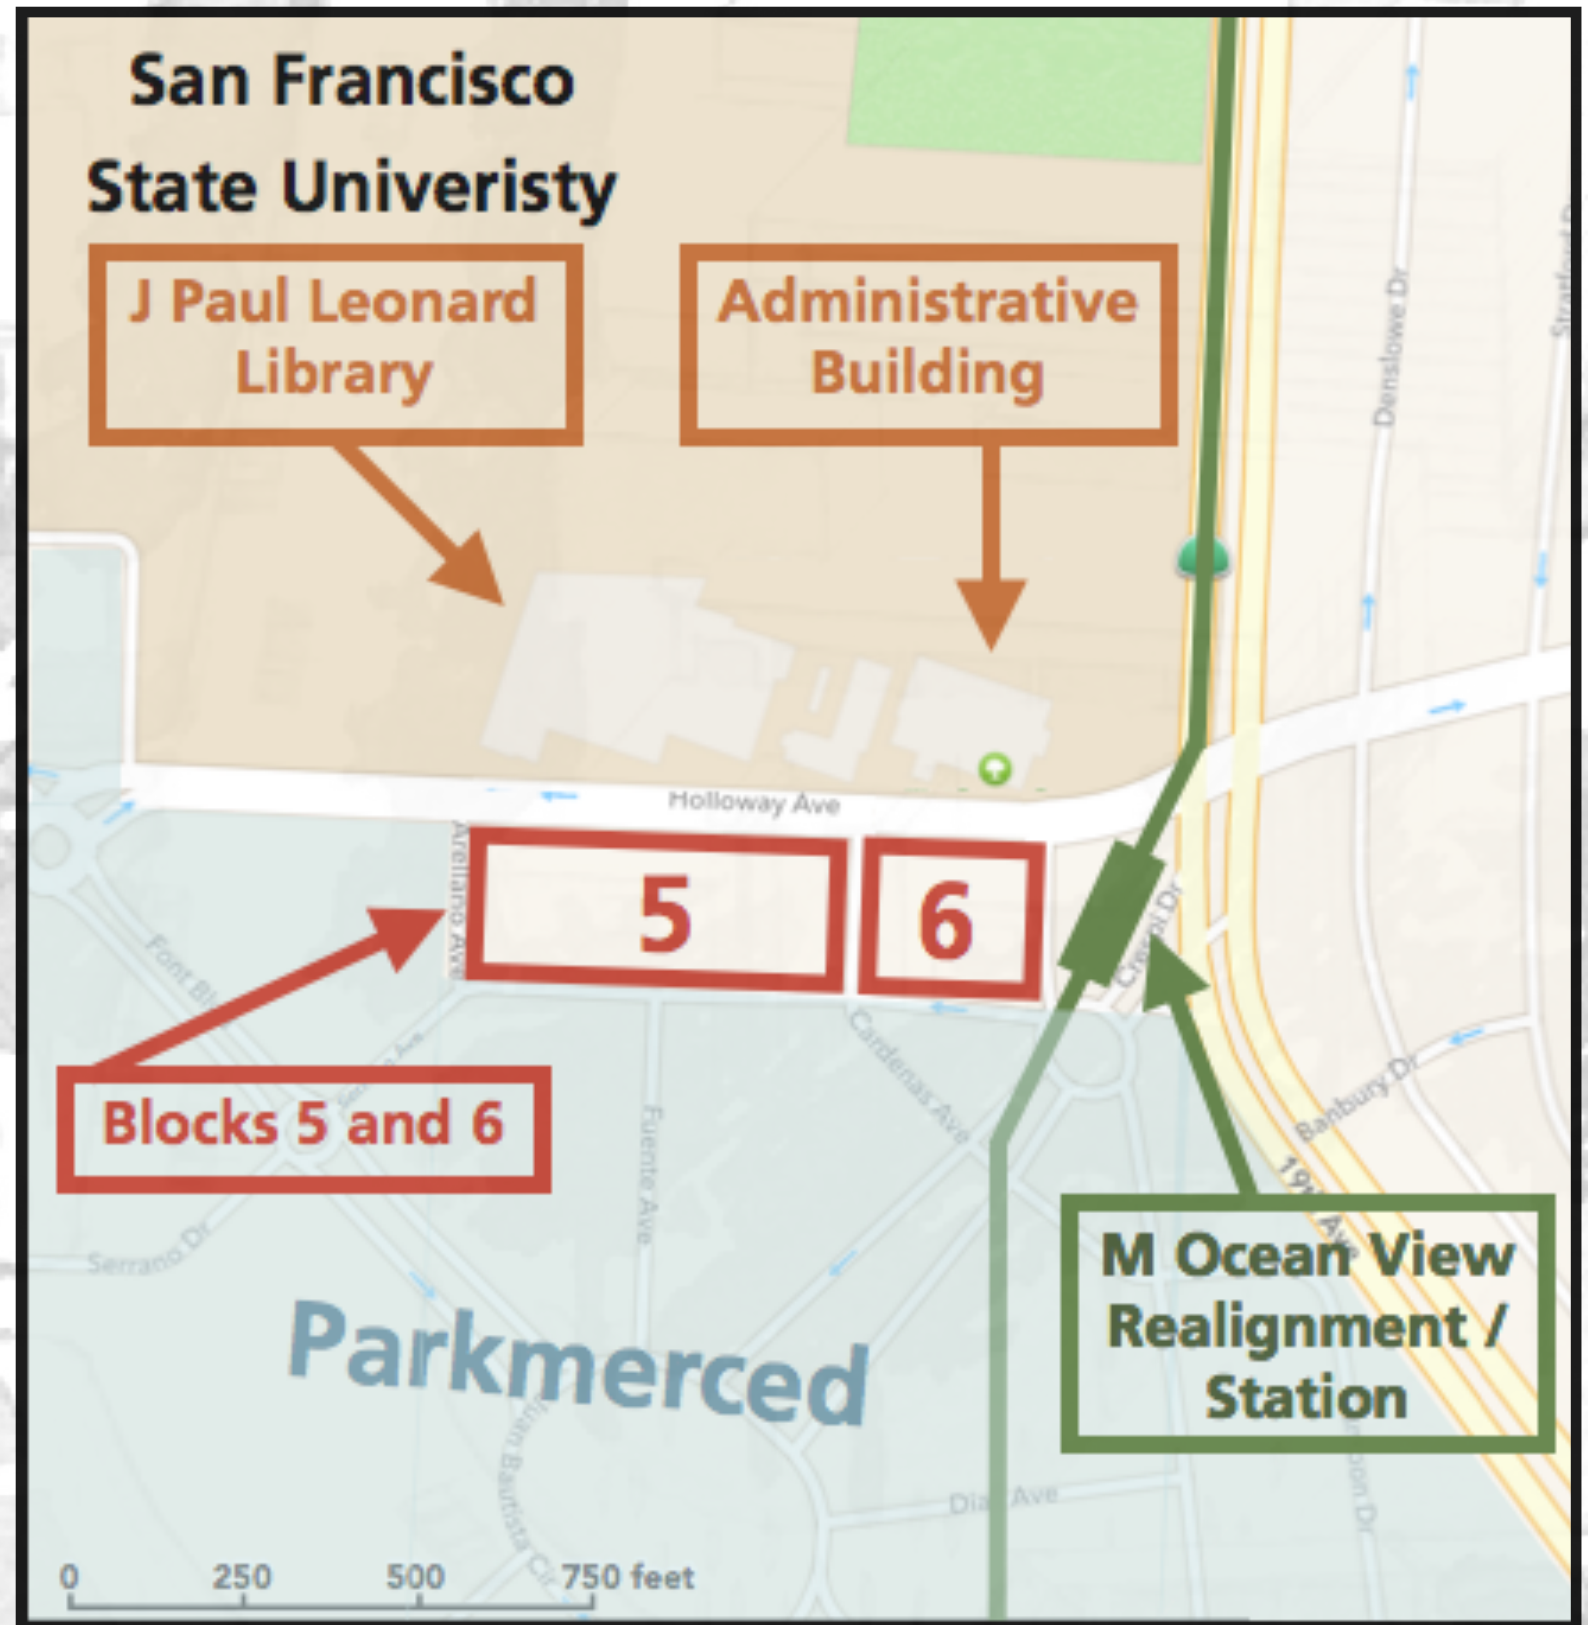 San Francisco
State Univeristy
J Paul Leonard
Library
Administrative
Building
Denslowe Dr
Holloway Ave
Arellano Ave
5
6
Crespi Dr
Font Bl
Cardenas Ave
Banbury Dr
Blocks 5 and 6
Fuente Ave
19th Ave
Serrano Dr
M Ocean View
Realignment /
Station
Parkmerced
Juan Bautista Cir
Diaz Ave
0 250 500 750 feet